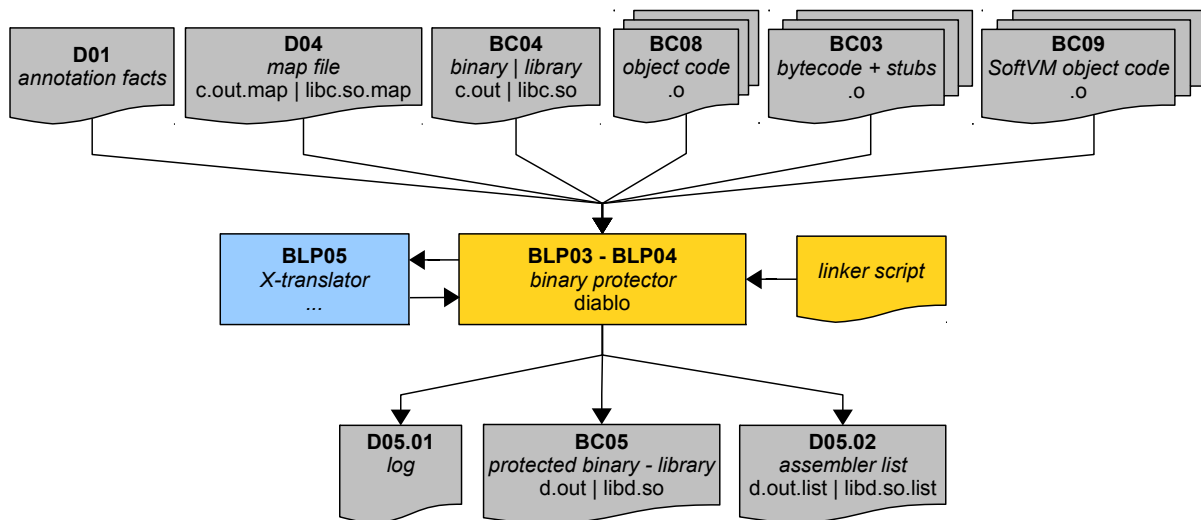 D01
annotation facts
D04
map file
c.out.map | libc.so.map
BC04
binary | library
c.out | libc.so
BC08
object code
.o
BC03
bytecode + stubs
.o
BC09
SoftVM object code
.o
BLP05
X-translator
...
BLP03 - BLP04
binary protector
diablo
linker script
D05.01
log
BC05
protected binary - library
d.out | libd.so
D05.02
assembler list
d.out.list | libd.so.list